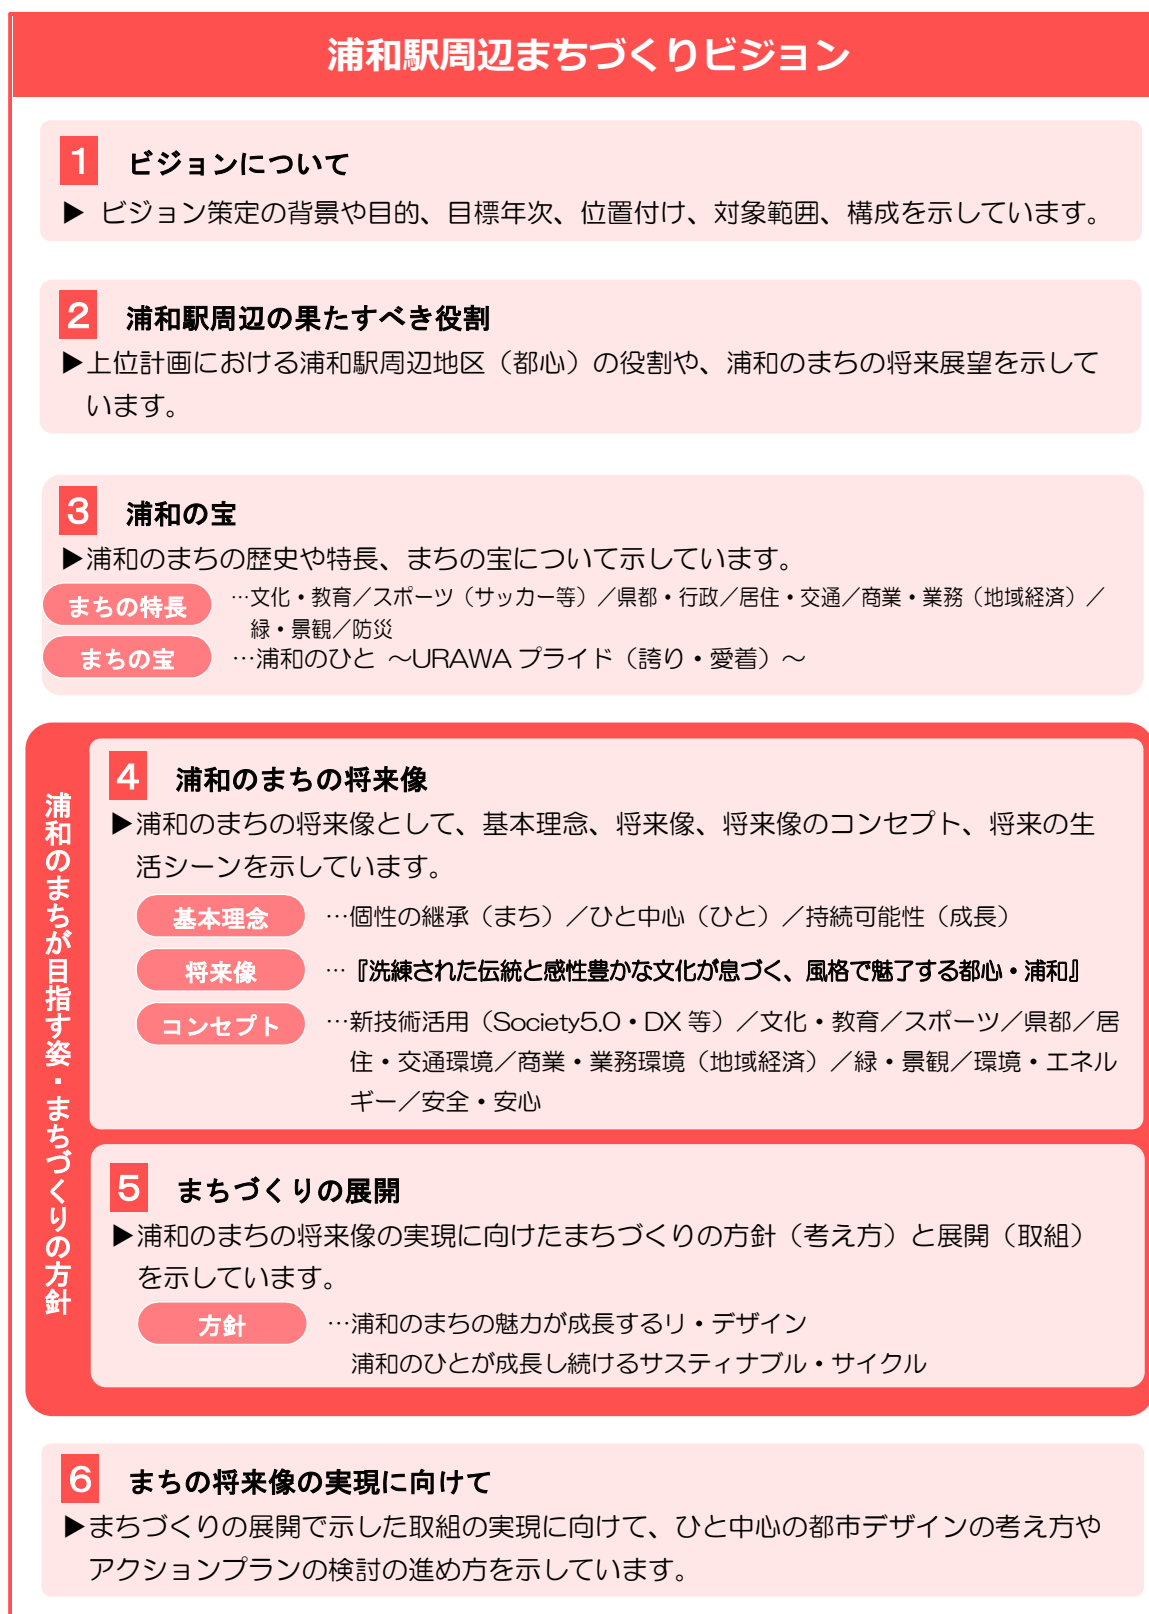 浦和駅周辺まちづくりビジョン
1 ビジョンについて
▶ ビジョン策定の背景や目的、目標年次、位置付け、対象範囲、構成を示しています。
2 浦和駅周辺の果たすべき役割
▶上位計画における浦和駅周辺地区（都心）の役割や、浦和のまちの将来展望を示して
います。
3 浦和の宝
▶浦和のまちの歴史や特長、まちの宝について示しています。
まちの特長 …文化・教育／スポーツ（サッカー等）／県都・行政／居住・交通／商業・業務（地域経済）／
緑・景観／防災
まちの宝 …浦和のひと ～URAWA プライド（誇り・愛着）～
浦和のまちが目指す姿・まちづくりの方針
4 浦和のまちの将来像
▶浦和のまちの将来像として、基本理念、将来像、将来像のコンセプト、将来の生
活シーンを示しています。
基本理念 …個性の継承（まち）／ひと中心（ひと）／持続可能性（成長）
将来像 …『洗練された伝統と感性豊かな文化が息づく、風格で魅了する都心・浦和』
コンセプト …新技術活用（Society5.0・DX 等）／文化・教育／スポーツ／県都／居
住・交通環境／商業・業務環境（地域経済）／緑・景観／環境・エネル
ギー／安全・安心
5 まちづくりの展開
▶浦和のまちの将来像の実現に向けたまちづくりの方針（考え方）と展開（取組）
を示しています。
方針 …浦和のまちの魅力が成長するリ・デザイン
浦和のひとが成長し続けるサスティナブル・サイクル
6 まちの将来像の実現に向けて
▶まちづくりの展開で示した取組の実現に向けて、ひと中心の都市デザインの考え方や
アクションプランの検討の進め方を示しています。